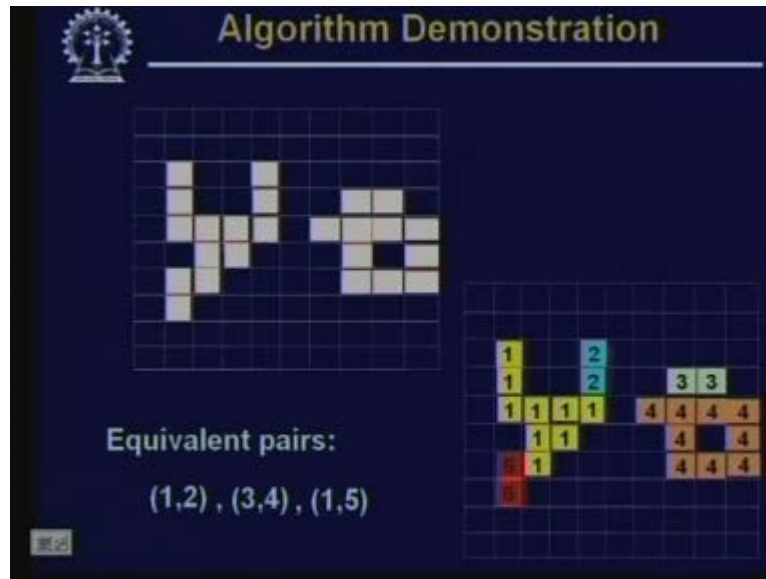 Algorithm Demonstration
1 2
1 2 3 3
1 1 1 1 4 4 4 4
1 1 4 4
1 4 4 4
Equivalent pairs:
(1,2) , (3,4) , (1,5)